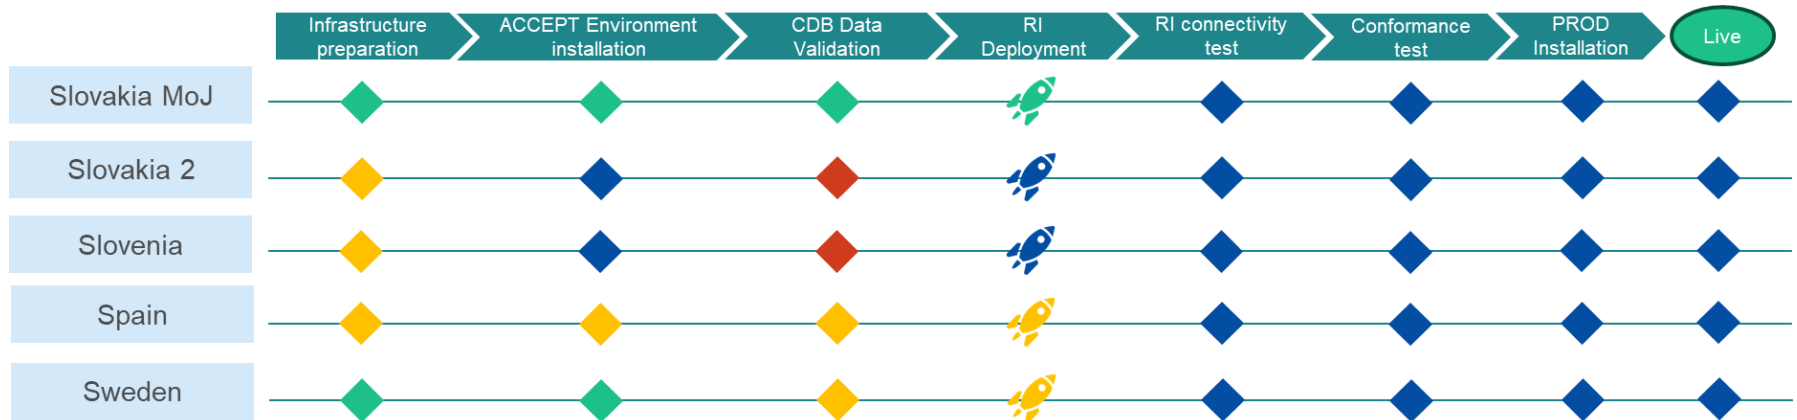 Infrastructure
preparation
ACCEPT Environment
installation
CDB Data
Validation
RI
Deployment
RI connectivity
test
Conformance
test
PROD
Installation
Live
Slovakia MoJ
Slovakia 2
Slovenia
Spain
Sweden